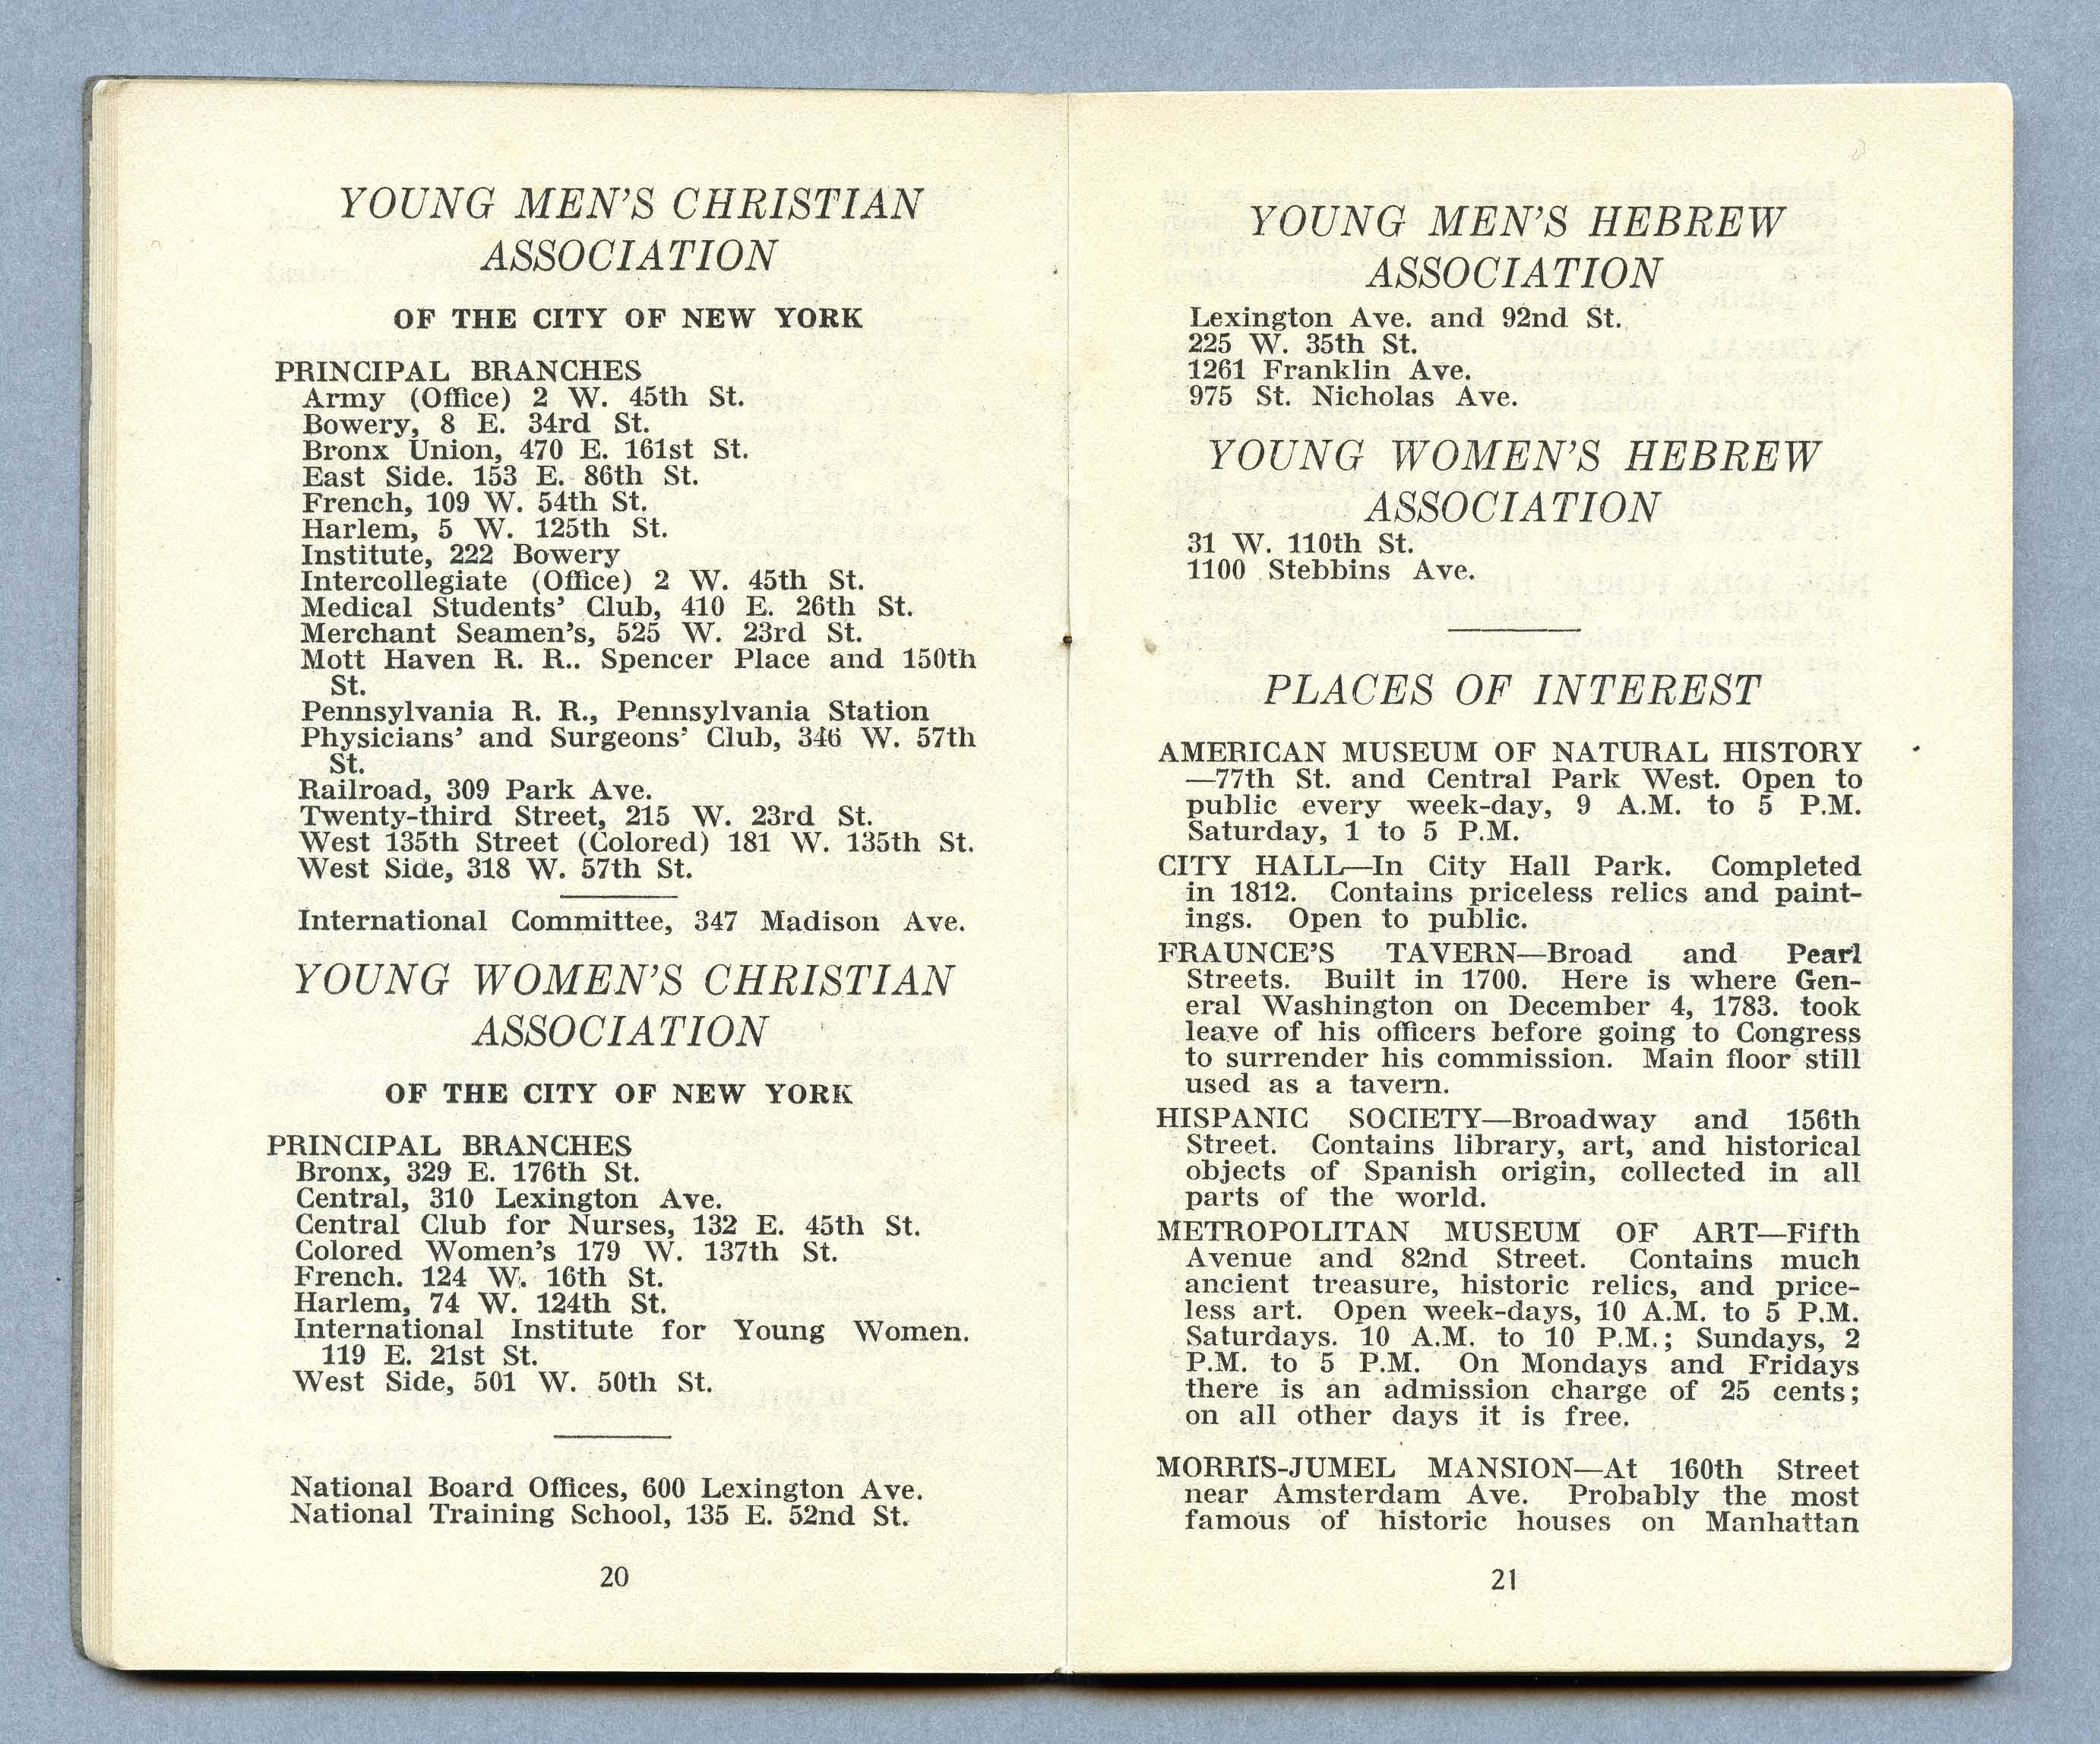 YOUNG MEN'S CHRISTIAN
ASSOCIATION
OF THE CITY OF NEW YORK
PRINCIPAL BRANCHES
Army (Office) 2 W. 45th St.
Bowery, 8 E. 34rd St.
Bronx Union, 470 E. 161st St.
East Side. 153 E. 86th St.
French, 109 W. 54th St.
Harlem, 5 W. 125th St.
Institute, 222 Bowery
Intercollegiate (Office) 2 W. 45th St.
Medical Students' Club, 410 E. 26th St.
Merchant Seamen's, 525 W. 23rd St.
Mott Haven R. R.. Spencer Place and 150th
St.
Pennsylvania R. R., Pennsylvania Station
Physicians' and Surgeons' Club, 346 W. 57th
St.
Railroad, 309 Park Ave.
Twenty-third Street, 215 W. 23rd St.
West 135th Street (Colored) 181 W. 135th St.
West Side, 318 W. 57th St.
International Committee, 347 Madison Ave.
YOUNG WOMEN'S CHRISTIAN
ASSOCIATION
OF THE CITY OF NEW YORK
PRINCIPAL BRANCHES
Bronx, 329 E. 176th St.
Central, 310 Lexington Ave.
Central Club for Nurses, 132 E. 45th St.
Colored Women's 179 W. 137th St.
French. 124 W. 16th St.
Harlem, 74 W. 124th St.
International Institute for Young Women.
119 E. 21st St.
West Side, 501 W. 50th St.
National Board Offices, 600 Lexington Ave.
National Training School, 135 E. 52nd St.
20
YOUNG MEN'S HEBREW
ASSOCIATION
Lexington Ave. and 92nd St.
225 W. 35th St.
1261 Franklin Ave.
975 St. Nicholas Ave.
YOUNG WOMEN'S HEBREW
ASSOCIATION
31 W. 110th St.
1100 Stebbins Ave.
PLACES OF INTEREST
AMERICAN MUSEUM OF NATURAL HISTORY
—77th St. and Central Park West. Open to
public every week-day, 9 A.M. to 5 P.M.
Saturday, 1 to 5 P.M.
CITY HALL—In City Hall Park. Completed
in 1812. Contains priceless relics and paint-
ings. Open to public.
FRAUNCE'S TAVERN—Broad and Pearl
Streets. Built in 1700. Here is where Gen-
eral Washington on December 4, 1783. took
leave of his officers before going to Congress
to surrender his commission. Main floor still
used as a tavern.
HISPANIC SOCIETY—Broadway and 156th
Street. Contains library, art, and historical
objects of Spanish origin, collected in all
parts of the world.
METROPOLITAN MUSEUM OF ART—Fifth
Avenue and 82nd Street. Contains much
ancient treasure, historic relics, and price-
less art. Open week-days, 10 A.M. to 5 P.M.
Saturdays. 10 A.M. to 10 P.M.; Sundays, 2
P.M. to 5 P.M. On Mondays and Fridays
there is an admission charge of 25 cents;
on all other days it is free.
MORRIS-JUMEL MANSION—At 160th Street
near Amsterdam Ave. Probably the most
famous of historic houses on Manhattan
21